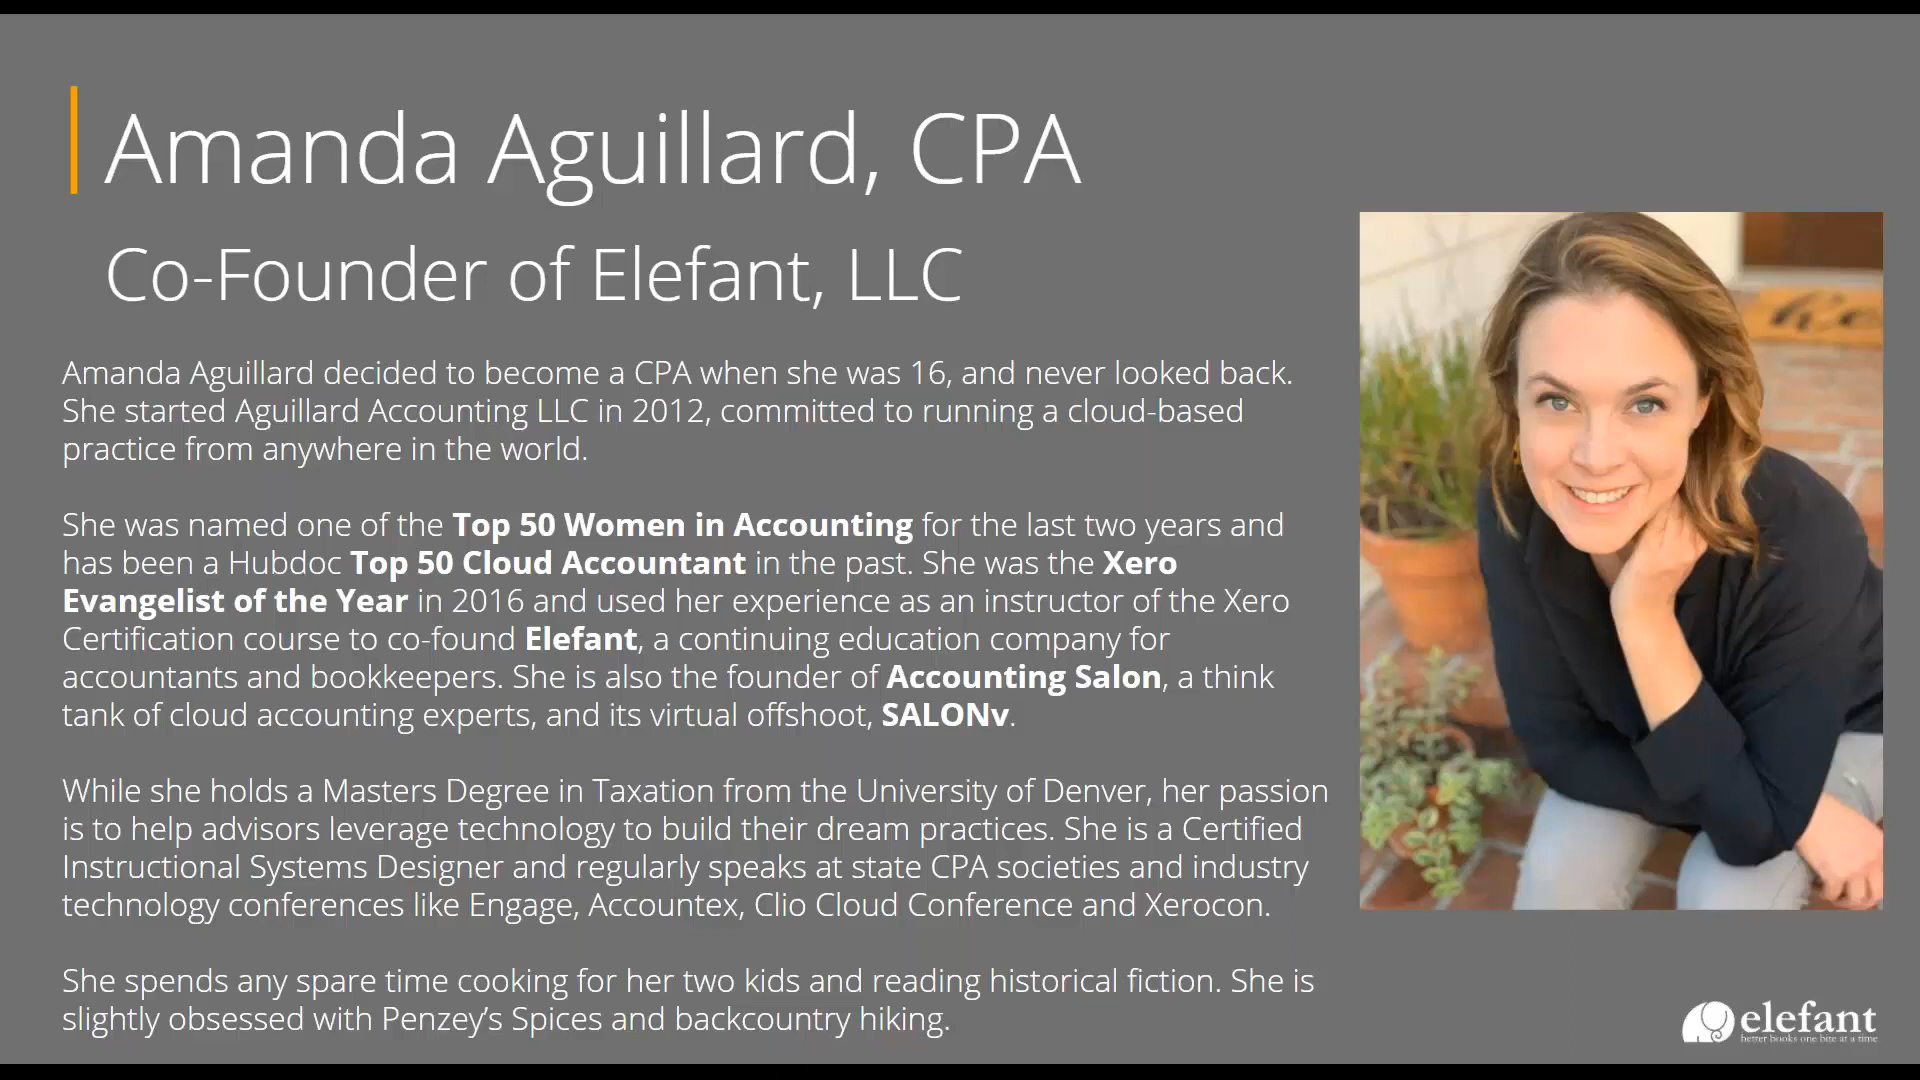 Amanda Aguillard, CPA
Co-Founder of Elefant, LLC
Amanda Aguillard decided to become a CPA when she was 16, and never looked back.
She started Aguillard Accounting LLC in 2012, committed to running a cloud-based
practice from anywhere in the world.
She was named one of the Top 50 Women in Accounting for the last two years and
has been a Hubdoc Top 50 Cloud Accountant in the past. She was the Xero
Evangelist of the Year in 2016 and used her experience as an instructor of the Xero
Certification course to co-found Elefant, a continuing education company for
accountants and bookkeepers. She is also the founder of Accounting Salon, a think
tank of cloud accounting experts, and its virtual offshoot, SALONv.
While she holds a Masters Degree in Taxation from the University of Denver, her passion
is to help advisors leverage technology to build their dream practices. She is a Certified
Instructional Systems Designer and regularly speaks at state CPA societies and industry
technology conferences like Engage, Accountex, Clio Cloud Conference and Xerocon.
She spends any spare time cooking for her two kids and reading historical fiction. She is
slightly obsessed with Penzey's Spices and backcountry hiking.
elefant
better books one bite at a time